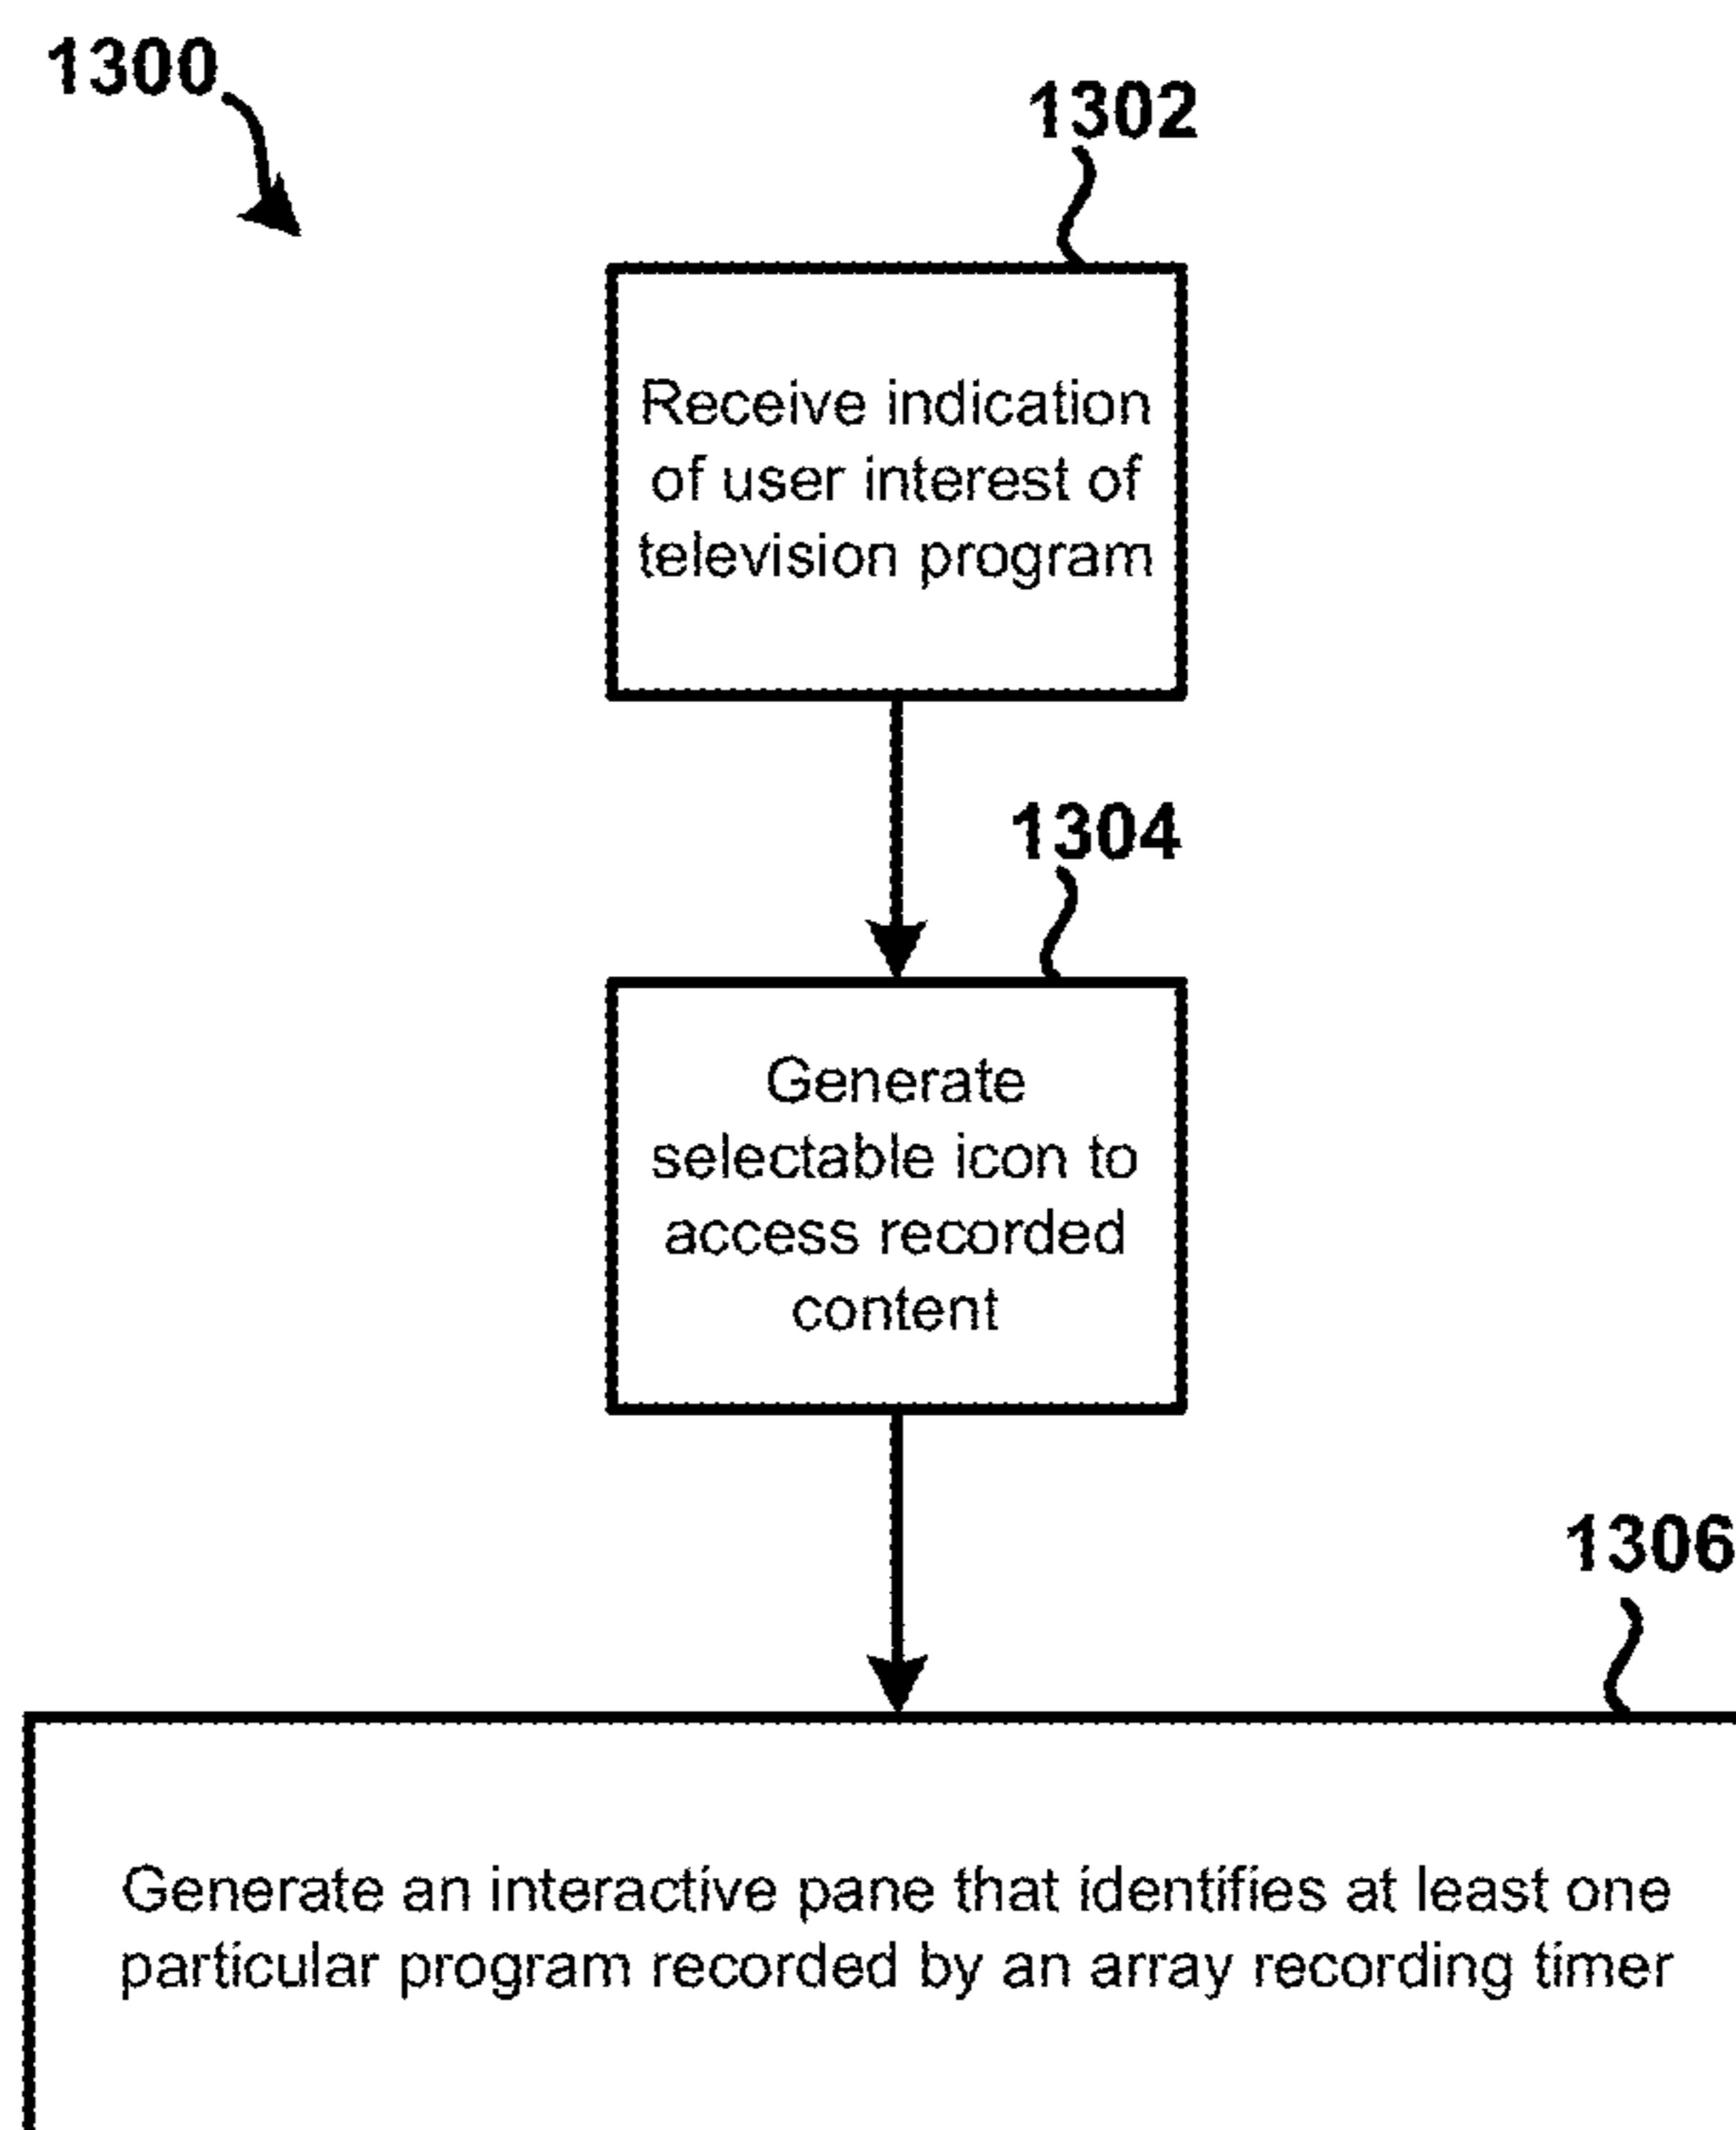 1300
1302
Receive indication
of user interest of
television program
1304
Generate
selectable icon to
access recorded
content
1306
Generate an interactive pane that identifies at least one
particular program recorded by an array recording timer